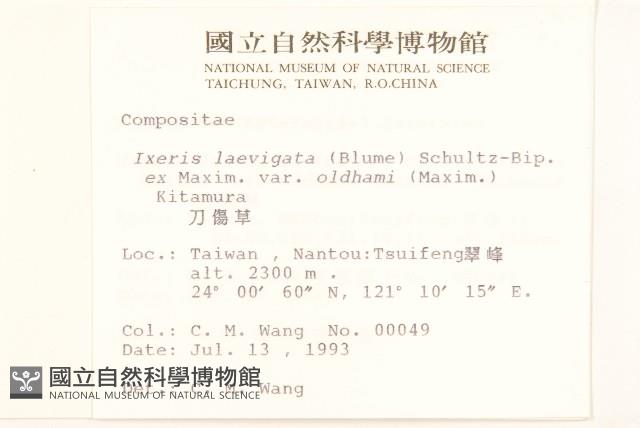 國立自然科學博物館
NATIONAL MUSEUM OF NATURAL SCIENCE
TAICHUNG, TAIWAN, R.O.CHINA
Compositae
Ixeris laevigata (Blume) Schultz-Bip.
ex Maxim. var. oldhami (Maxim.)
Kitamura
刀傷草
Loc.: Taiwan , Nantou:Tsuifeng翠峰
alt. 2300 m .
24° 00′ 60″ N, 121° 10′ 15″ E.
Col.: C. M. Wang No. 00049
Date: Jul. 13 , 1993
Det.: C. M. Wang
國立自然科學博物館
NATIONAL MUSEUM OF NATURAL SCIENCE